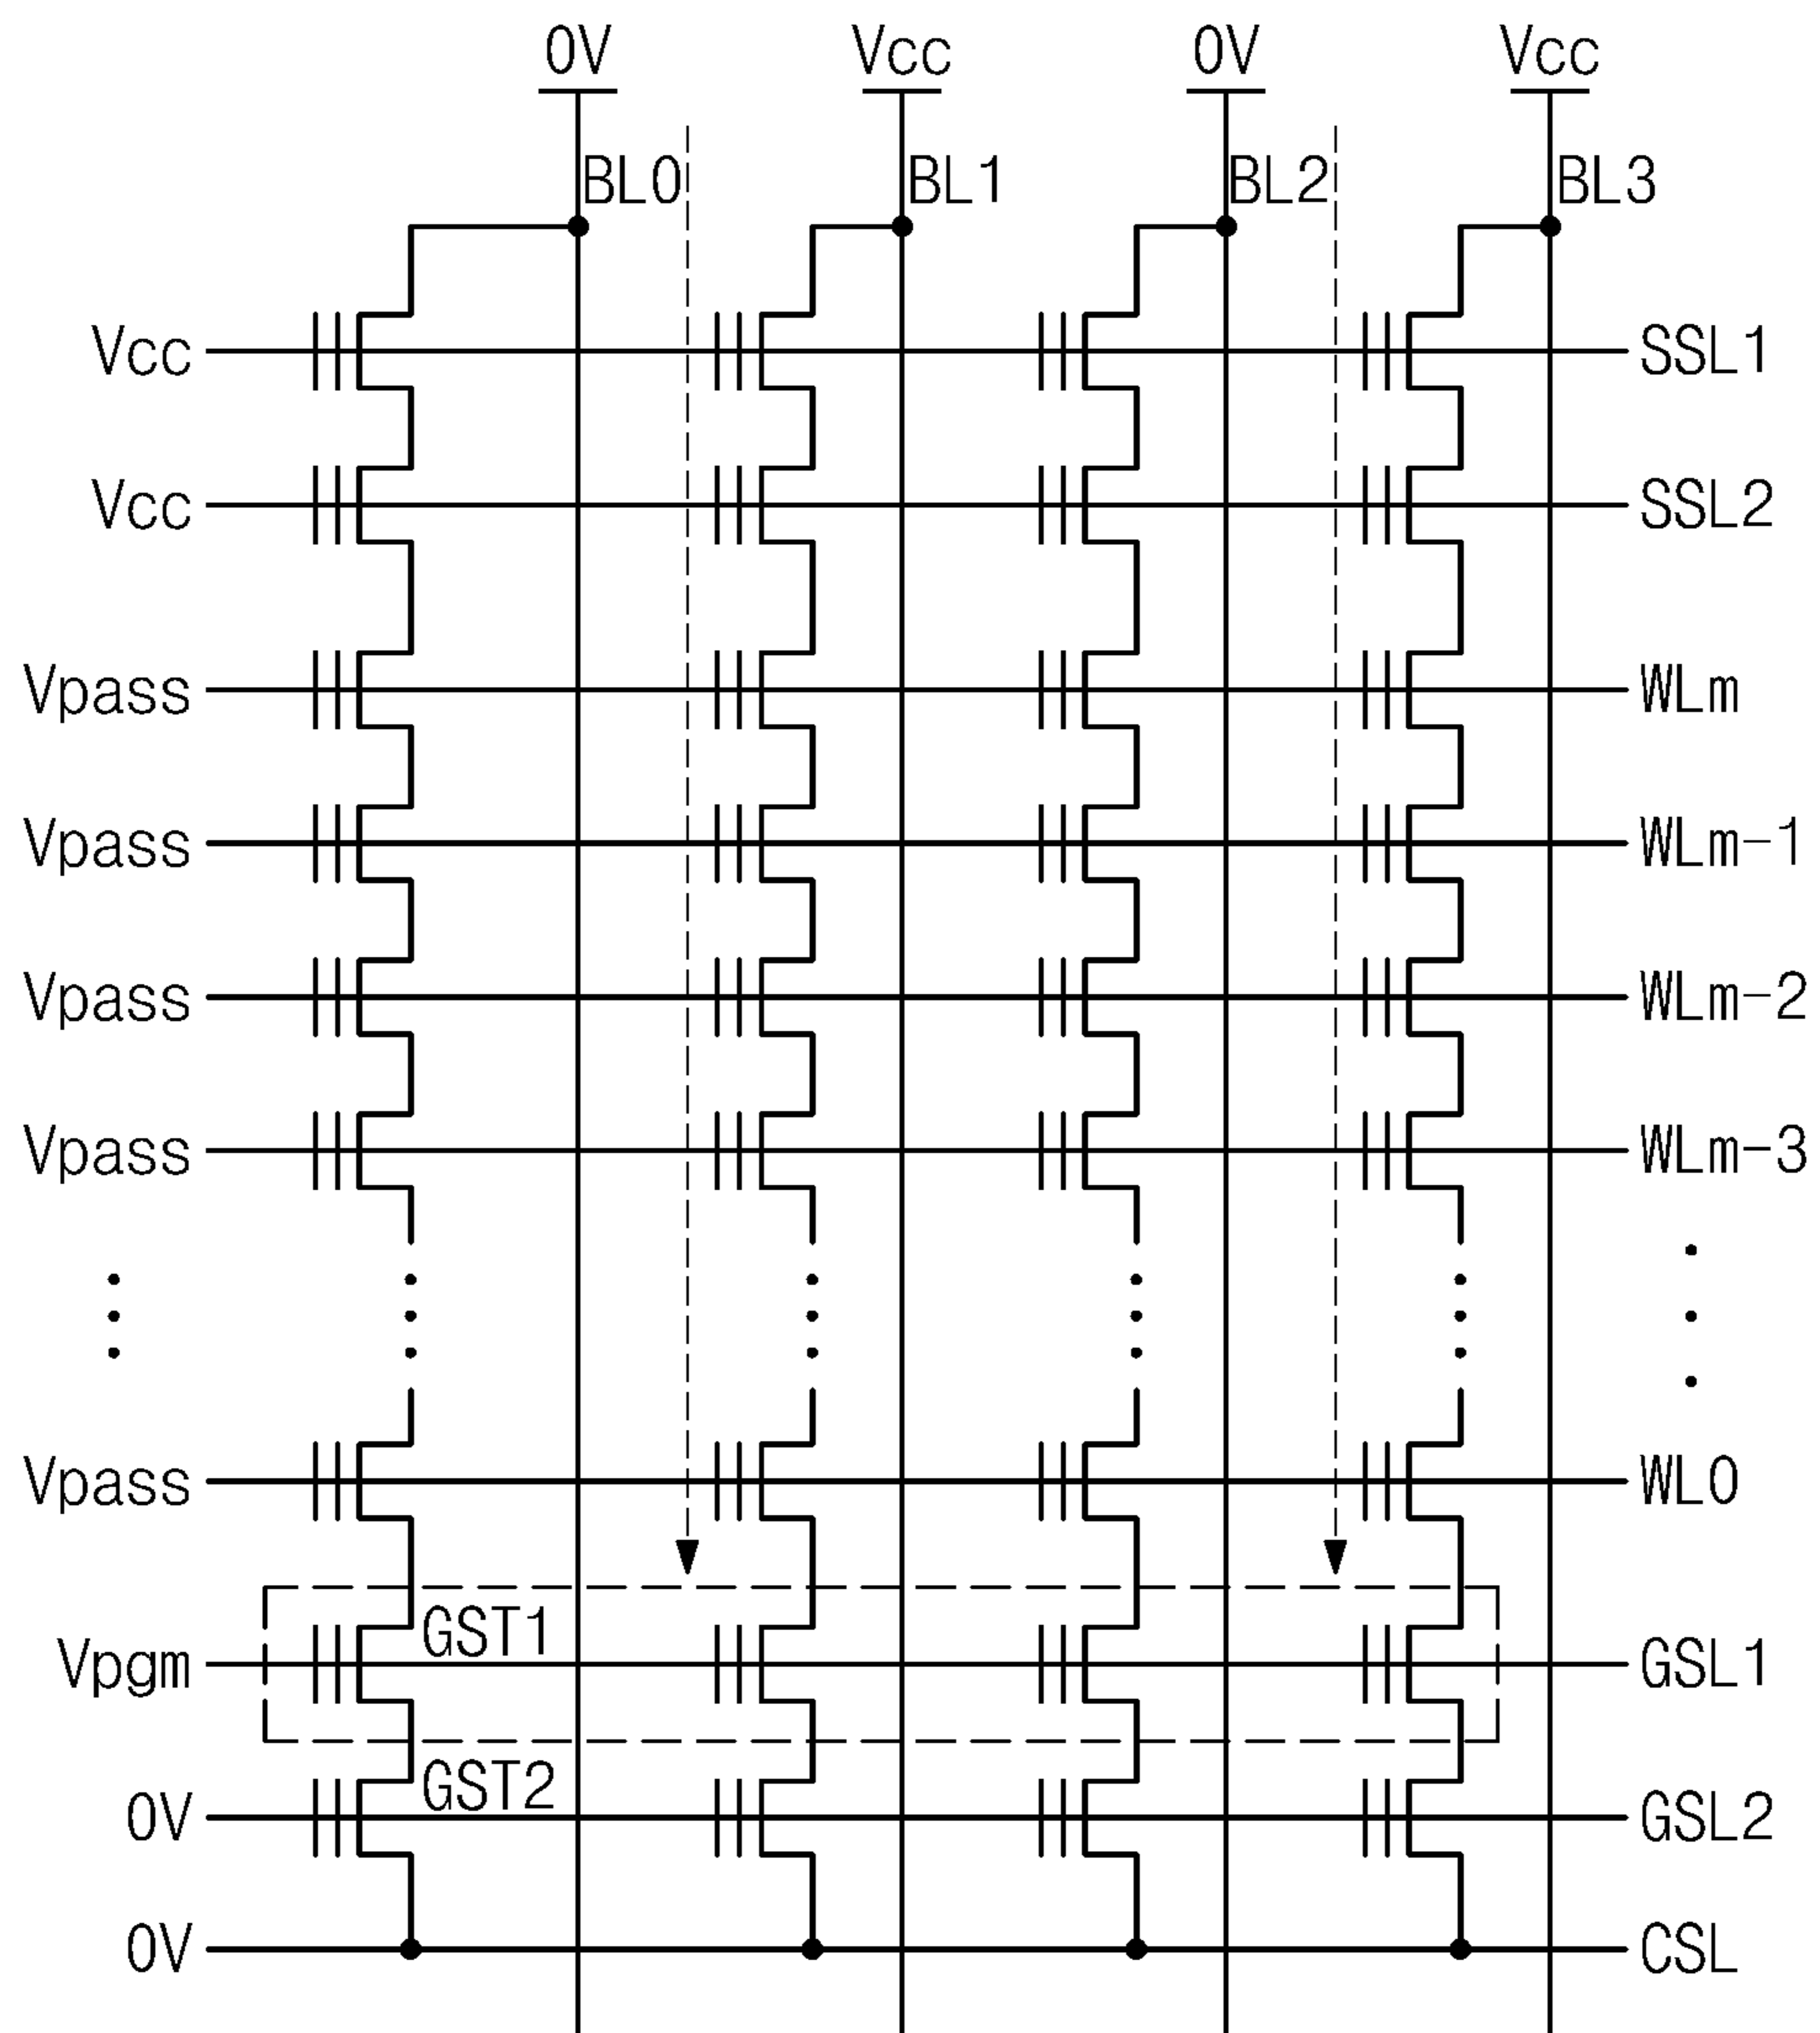 0V Vcc 0V Vcc
BL0 BL1 BL2 BL3
Vcc SSL1
Vcc SSL2
Vpass WLm
Vpass WLm-1
Vpass WLm-2
Vpass WLm-3
Vpass WL0
GST1
Vpgm GSL1
GST2
0V GSL2
0V CSL